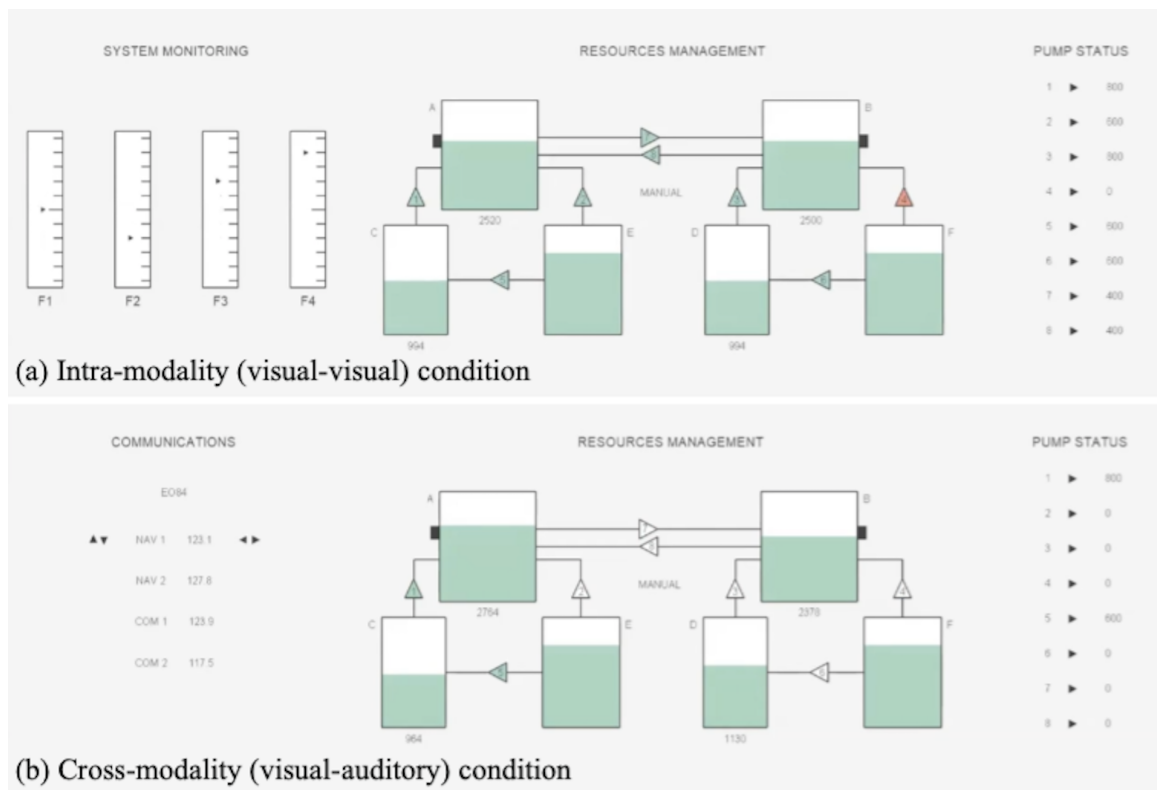 SYSTEM MONITORING
RESOURCES MANAGEMENT
PUMP STATUS
F1
F2
F3
F4
A
B
C
E
D
F
2520
2500
994
994
MANUAL
1 ► 800
2 ► 600
3 ► 800
4 ► 0
5 ► 600
6 ► 600
7 ► 400
8 ► 400
(a) Intra-modality (visual-visual) condition
COMMUNICATIONS
RESOURCES MANAGEMENT
PUMP STATUS
EO84
▲▼ NAV 1 123.1 ◄ ►
NAV 2 127.8
COM 1 123.9
COM 2 117.5
A
B
C
E
D
F
2764
2378
964
1130
MANUAL
1 ► 800
2 ► 0
3 ► 0
4 ► 0
5 ► 600
6 ► 0
7 ► 0
8 ► 0
(b) Cross-modality (visual-auditory) condition